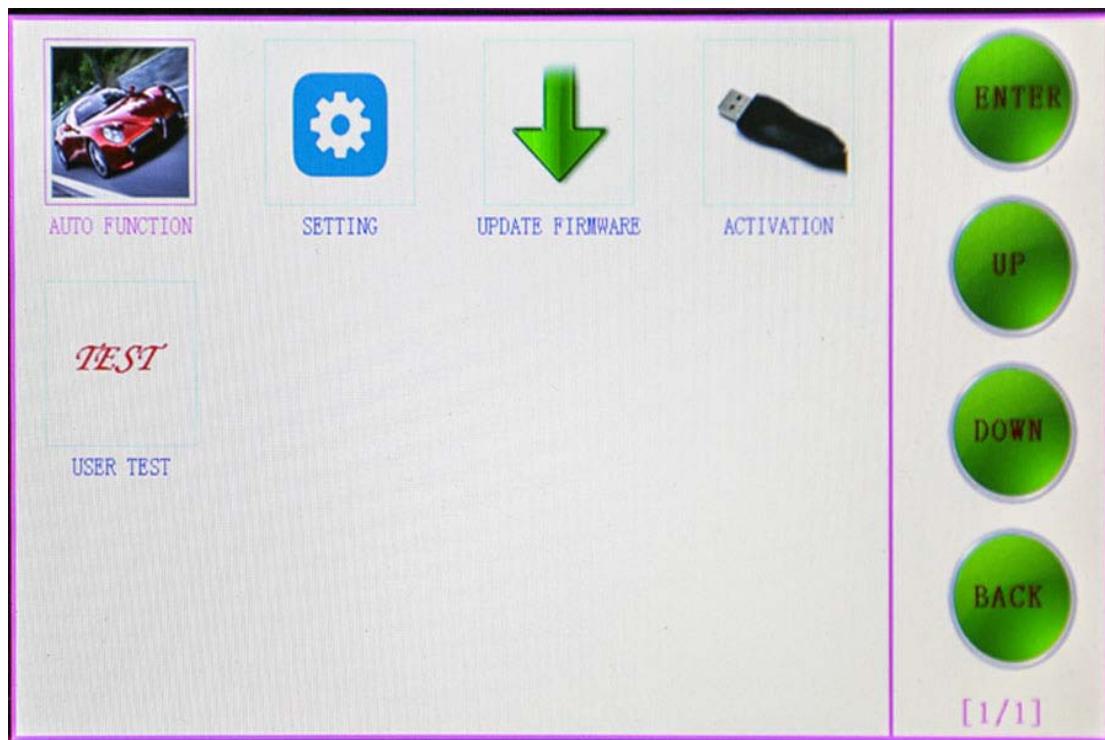 AUTO FUNCTION
SETTING
UPDATE FIRMWARE
ACTIVATION
TEST
USER TEST
ENTER
UP
DOWN
BACK
[1/1]